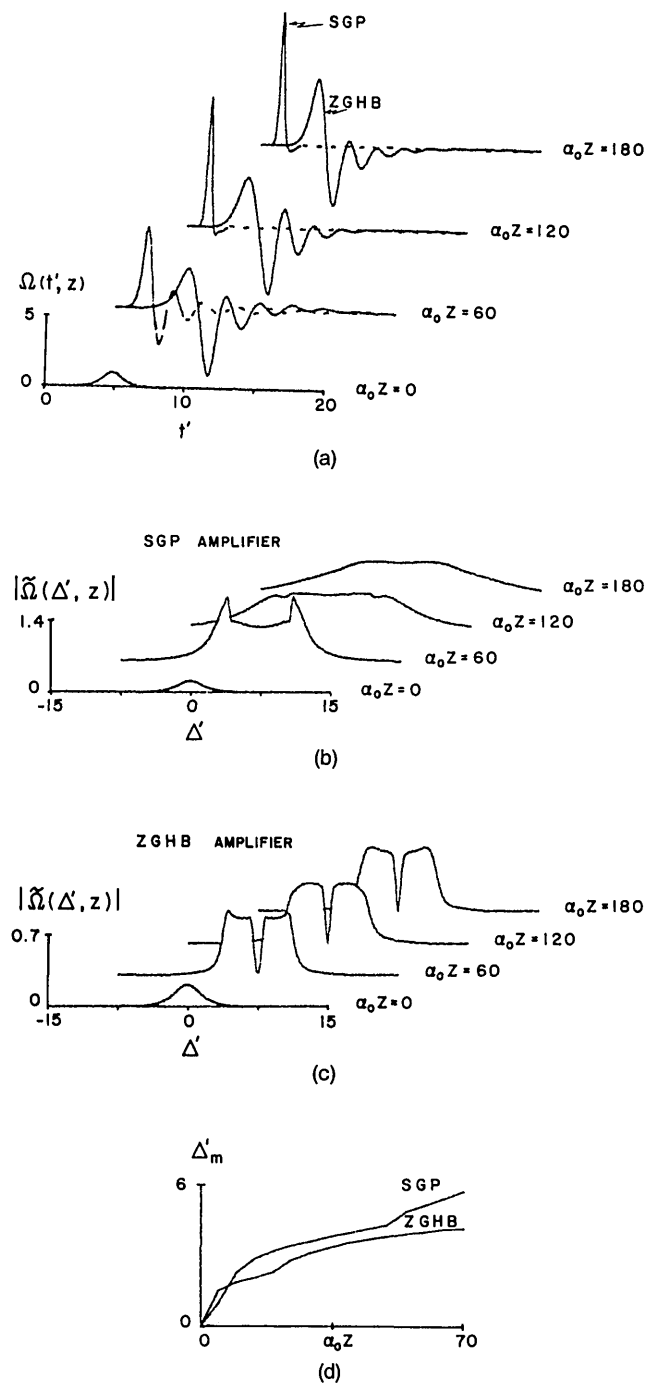 SGP
ZGHB
α₀Z=180
α₀Z=120
Ω(t′,z)
5
α₀Z=60
0
α₀Z=0
0 10 20
t′
(a)
SGP AMPLIFIER
|Ω̃(Δ′,z)|
α₀Z=180
1.4
α₀Z=120
α₀Z=60
0
α₀Z=0
-15 0 15
Δ′
(b)
ZGHB AMPLIFIER
|Ω̃(Δ′,z)|
α₀Z=180
0.7
α₀Z=120
α₀Z=60
0
α₀Z=0
-15 0 15
Δ′
(c)
Δ′m
6
SGP
ZGHB
0
0 α₀Z 70
(d)